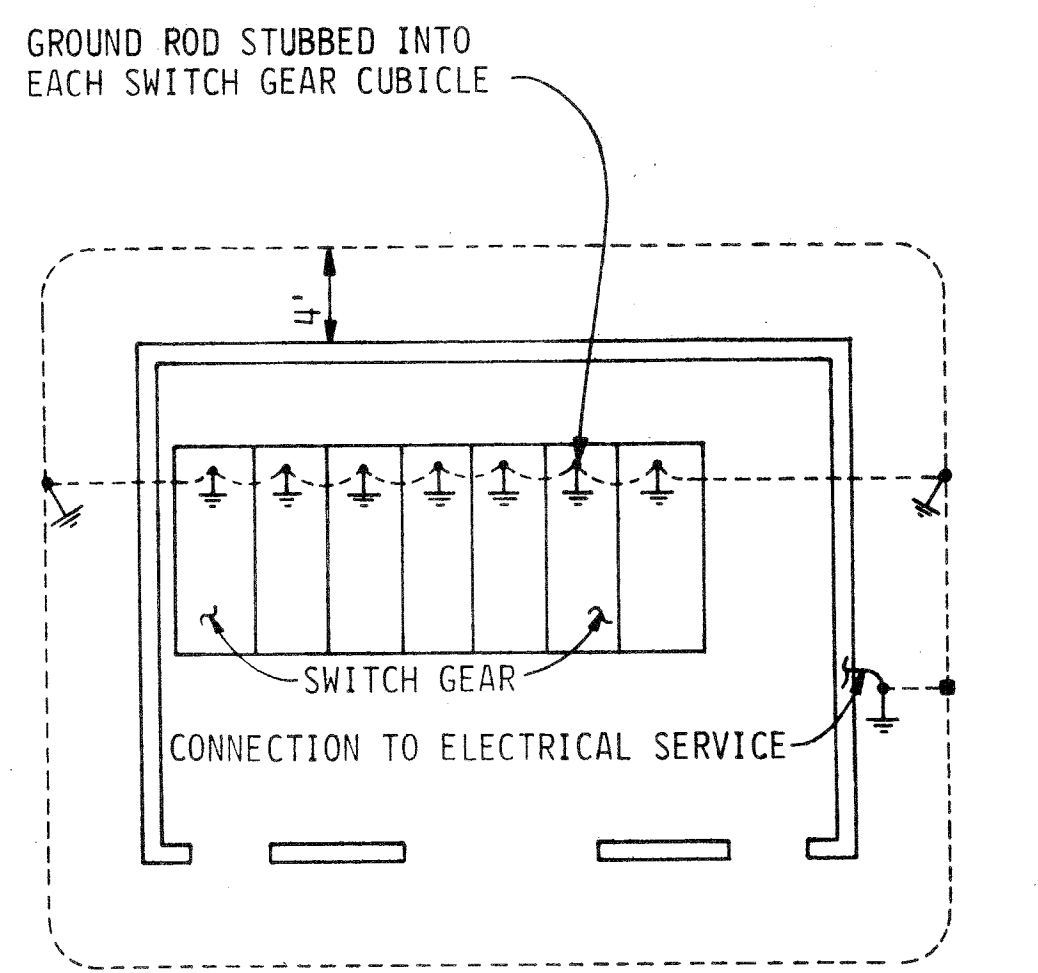 GROUND ROD STUBBED INTO
EACH SWITCH GEAR CUBICLE
4'
SWITCH GEAR
CONNECTION TO ELECTRICAL SERVICE